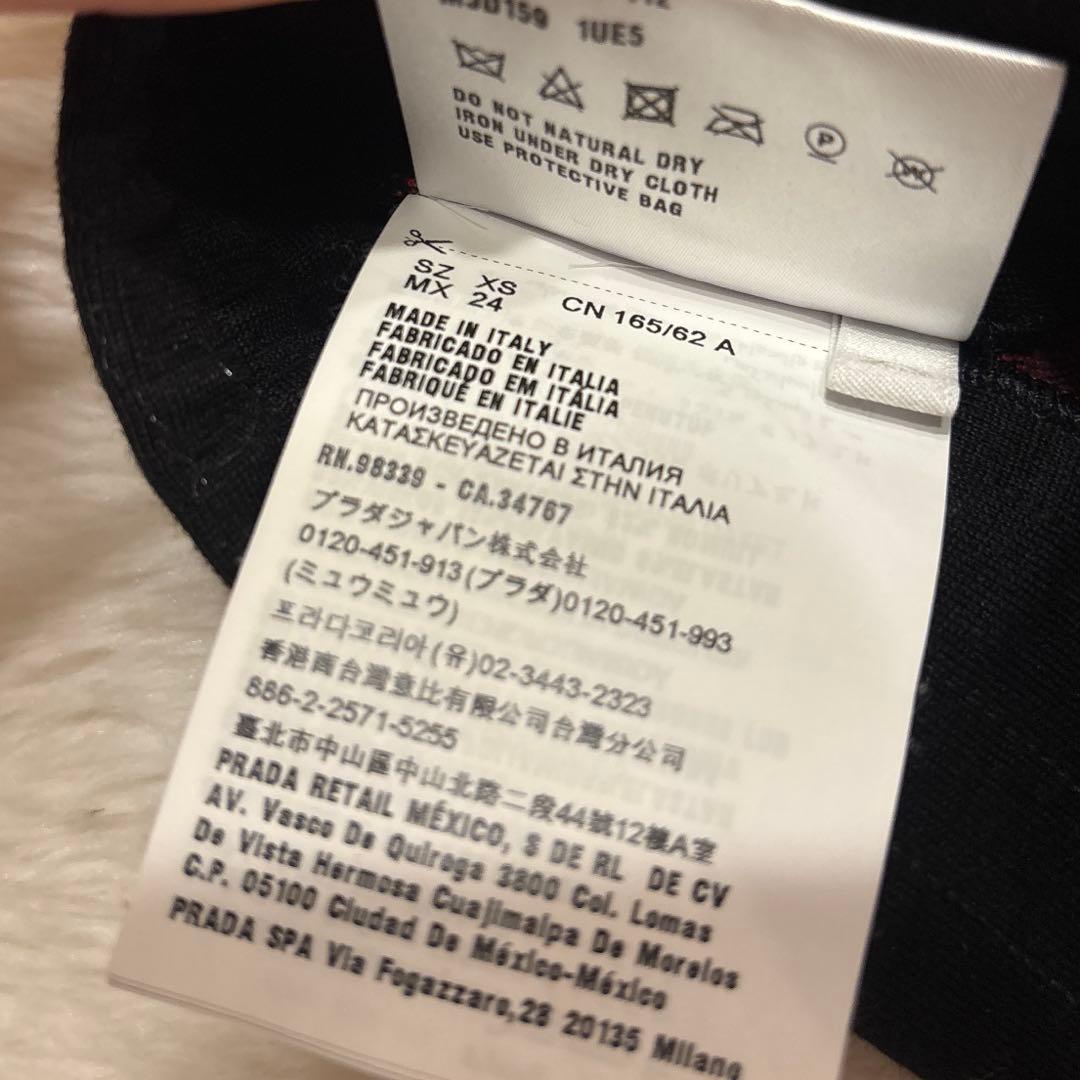 1UE5
DO NOT NATURAL DRY
IRON UNDER DRY CLOTH
USE PROTECTIVE BAG
SZ XS
MX 24 CN 165/62 A
MADE IN ITALY
FABRICADO EN ITALIA
FABRICADO EM ITÁLIA
FABRIQUÉ EN ITALIE
ПРОИЗВЕДЕНО В ИТАЛИЯ
ΚΑΤΑΣΚΕΥΑΖΕΤΑΙ ΣΤΗΝ ΙΤΑΛΙΑ
RN.98339 - CA.34767
プラダジャパン株式会社
0120-451-913(プラダ)0120-451-993
(ミュウミュウ)
프라다코리아(유)02-3443-2323
香港商台灣意比有限公司台灣分公司
886-2-2571-5255
臺北市中山區中山北路二段44號12樓A室
PRADA RETAIL MÉXICO, S DE RL DE CV
AV. Vasco De Quiroga 3800 Col. Lomas
De Vista Hermosa Cuajimalpa De Morelos
C.P. 05100 Ciudad De México-México
PRADA SPA Via Fogazzaro,28 20135 Milano